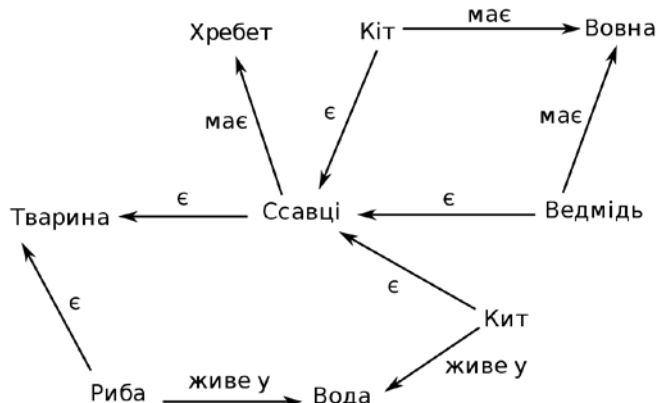 Хребет
Кіт
має
Вовна
має
є
має
Тварина
є
Ссавці
є
Ведмідь
є
є
Кит
Риба
живе у
Вода
живе у